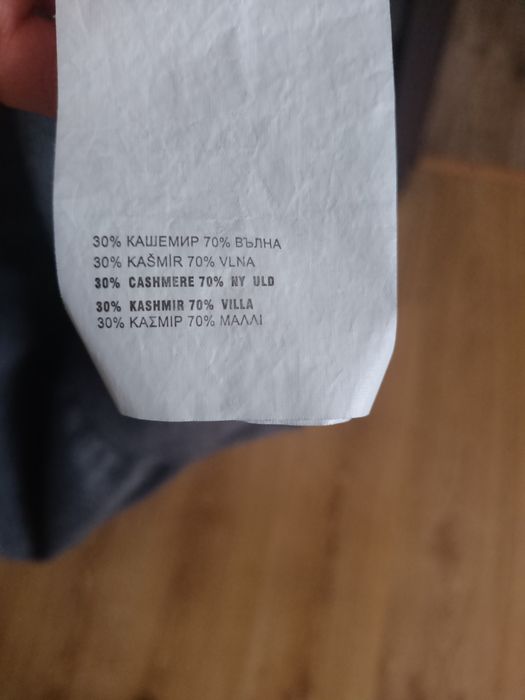 30% КАШЕМИР 70% ВЪЛНА
30% KAŠMÍR 70% VLNA
30% CASHMERE 70% NY ULD
30% KASHMIR 70% VILLA
30% ΚΑΣΜΙΡ 70% ΜΑΛΛΙ